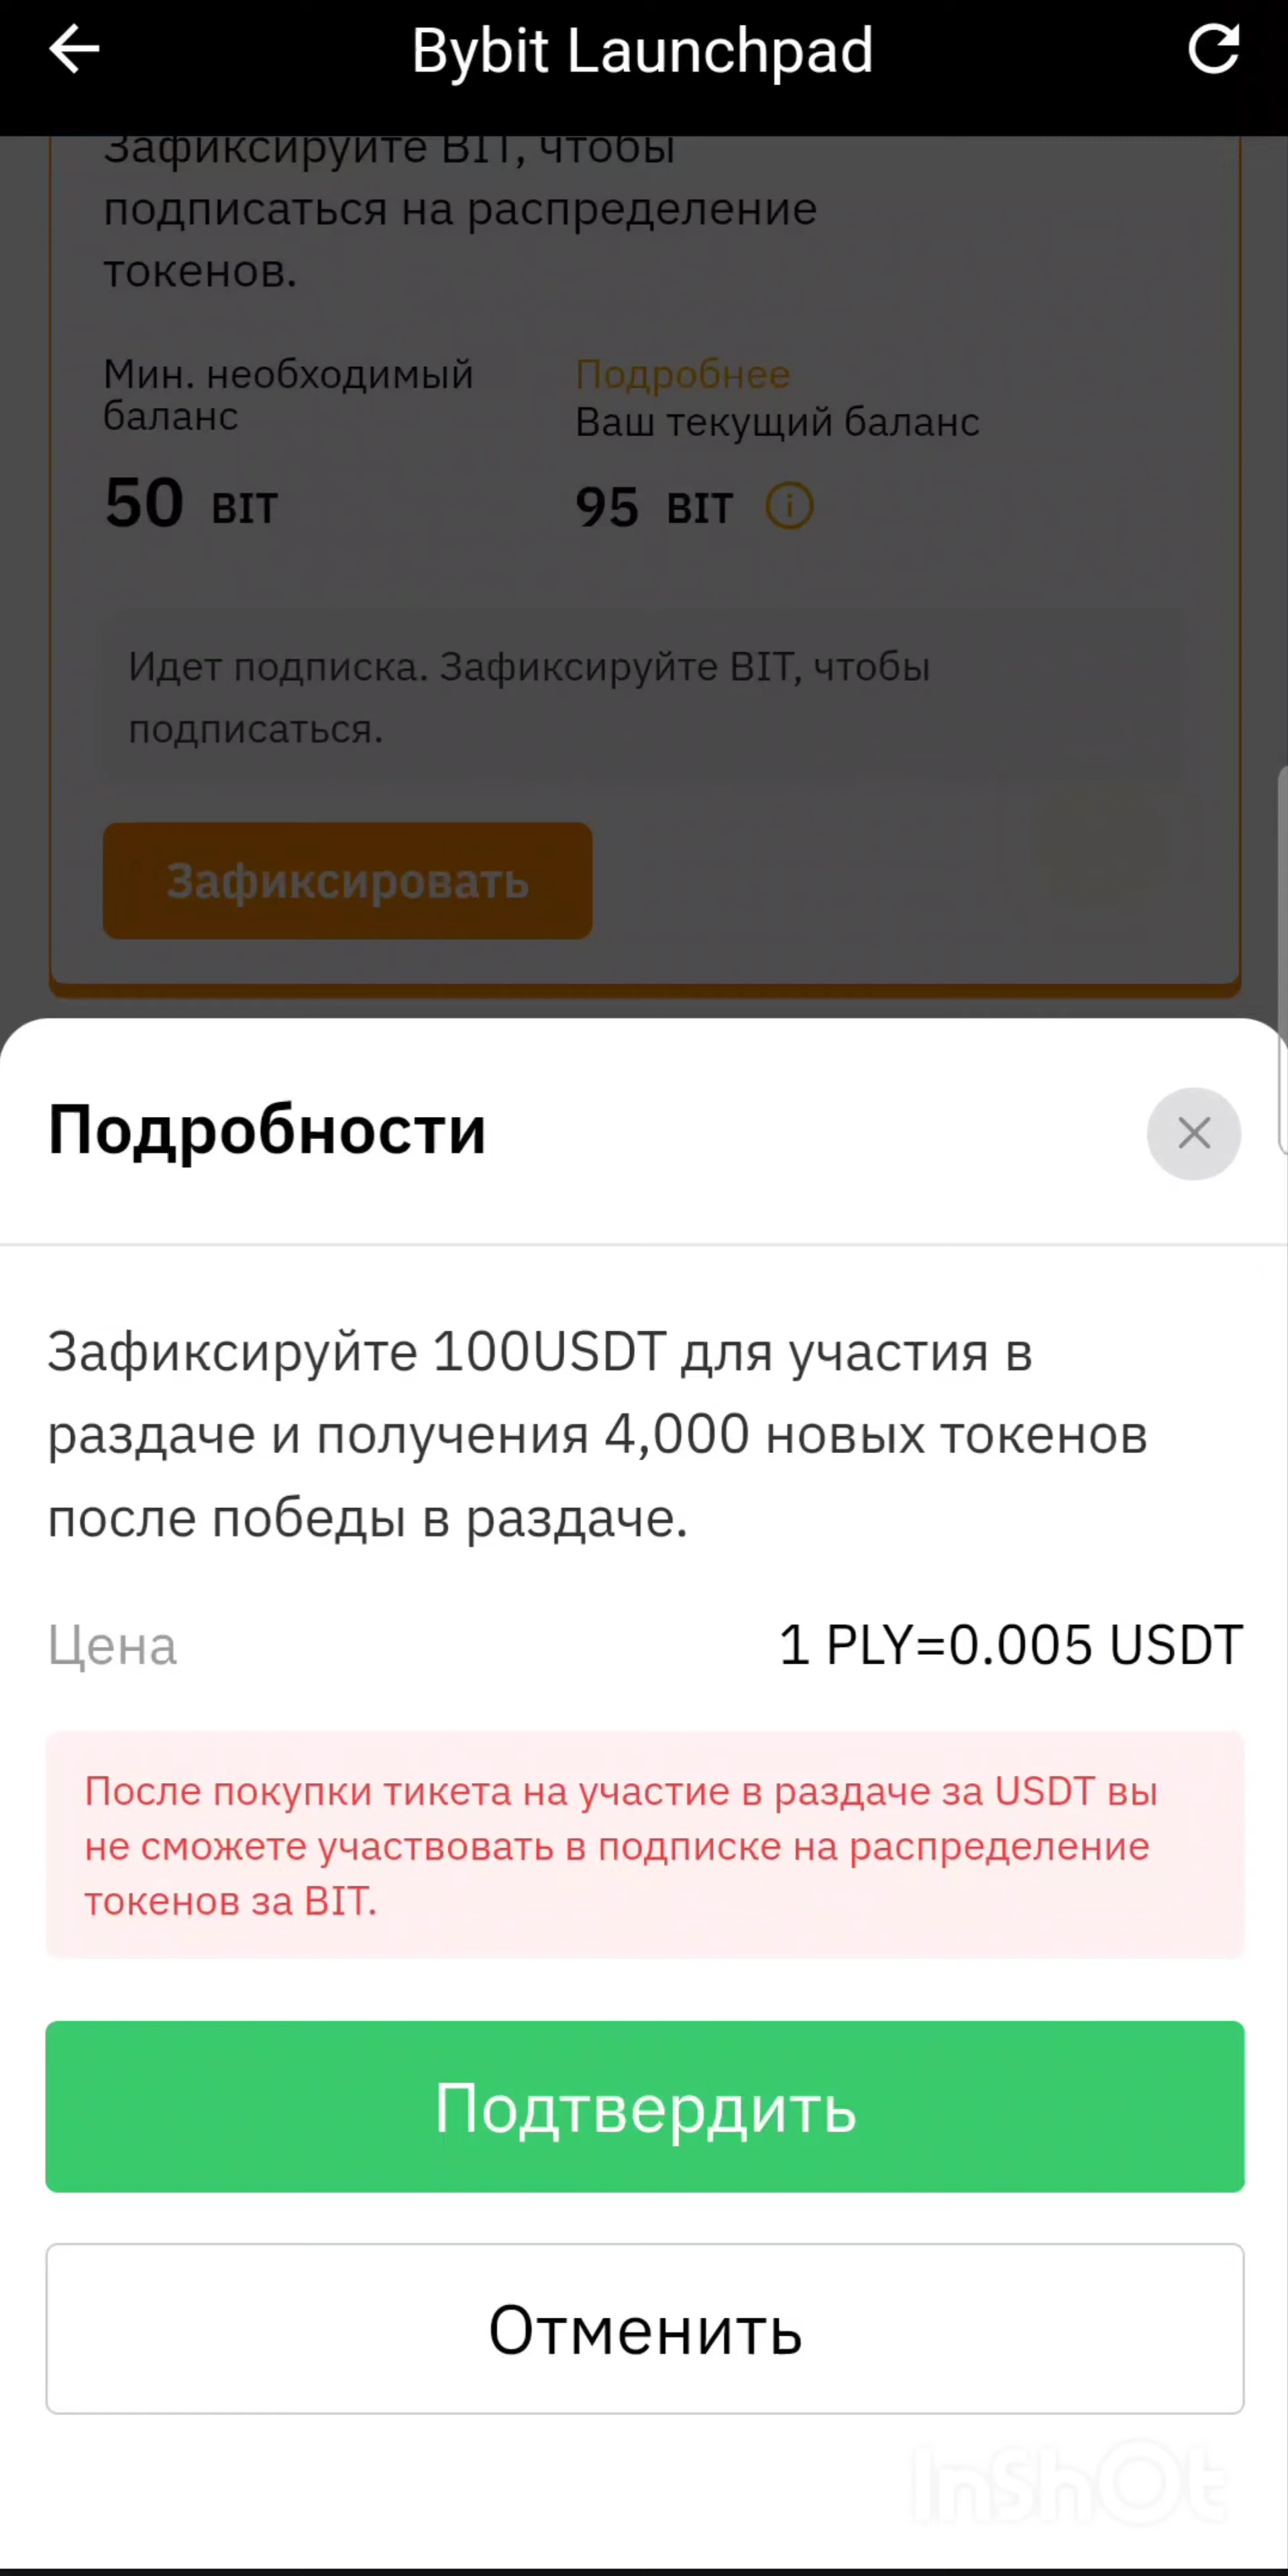 Bybit Launchpad
Зафиксируйте BIT, чтобы
подписаться на распределение
токенов.
Мин. необходимый
баланс
50 BIT
Подробнее
Ваш текущий баланс
95 BIT
Идет подписка. Зафиксируйте BIT, чтобы
подписаться.
Зафиксировать
Подробности
Зафиксируйте 100USDT для участия в
раздаче и получения 4,000 новых токенов
после победы в раздаче.
Цена
1 PLY=0.005 USDT
После покупки тикета на участие в раздаче за USDT вы
не сможете участвовать в подписке на распределение
токенов за BIT.
Подтвердить
Отменить
InShOt